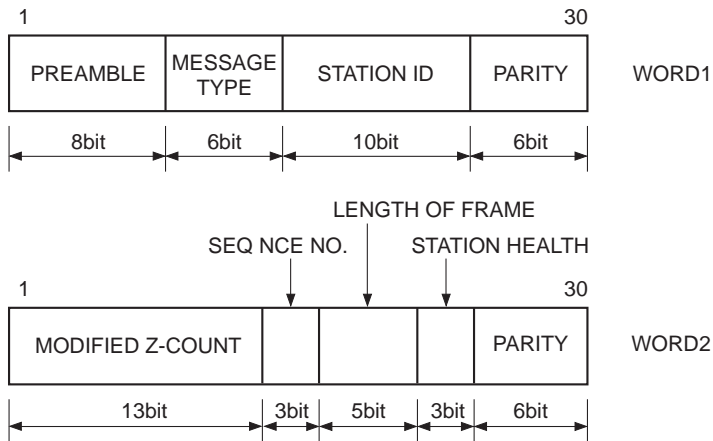 1 30
PREAMBLE MESSAGE TYPE STATION ID PARITY WORD1
8bit 6bit 10bit 6bit
LENGTH OF FRAME
SEQ NCE NO. STATION HEALTH
1 30
MODIFIED Z-COUNT PARITY WORD2
13bit 3bit 5bit 3bit 6bit